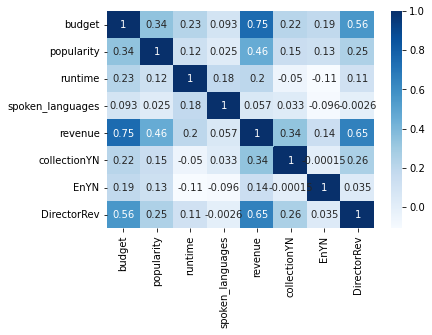 budget 1 0.34 0.23 0.093 0.75 0.22 0.19 0.56
popularity 0.34 1 0.12 0.025 0.46 0.15 0.13 0.25
runtime 0.23 0.12 1 0.18 0.2 -0.05 -0.11 0.11
spoken_languages 0.093 0.025 0.18 1 0.057 0.033 -0.096 -0.0026
revenue 0.75 0.46 0.2 0.057 1 0.34 0.14 0.65
collectionYN 0.22 0.15 -0.05 0.033 0.34 1 0.00015 0.26
EnYN 0.19 0.13 -0.11 -0.096 0.14 -0.0001 1 0.035
DirectorRev 0.56 0.25 0.11 -0.0026 0.65 0.26 0.035 1
budget popularity runtime spoken_languages revenue collectionYN EnYN DirectorRev
1.0
0.8
0.6
0.4
0.2
0.0